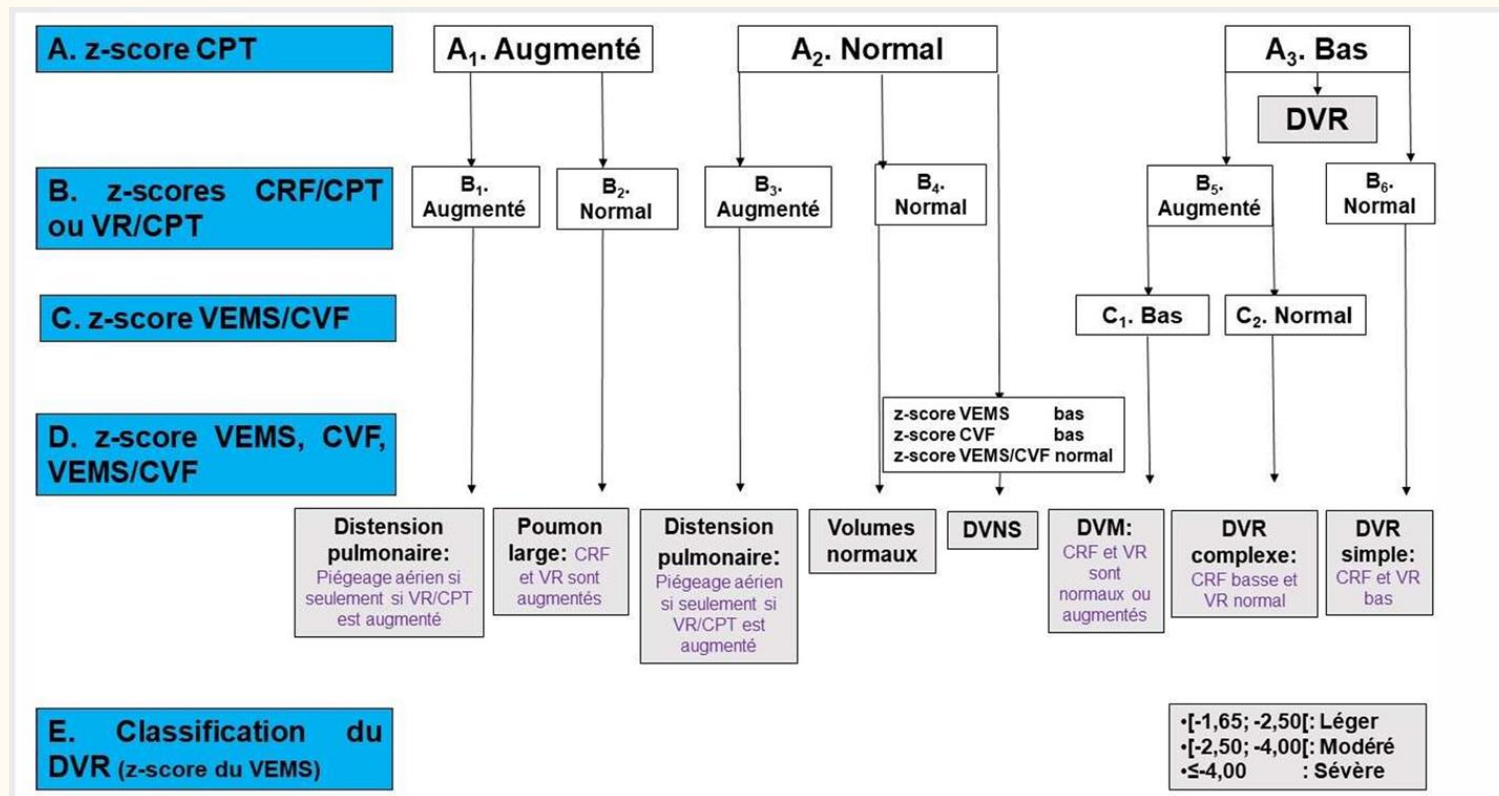 A. z-score CPT
A₁. Augmenté
A₂. Normal
A₃. Bas
DVR
B. z-scores CRF/CPT
ou VR/CPT
B₁.
Augmenté
B₂.
Normal
B₃.
Augmenté
B₄.
Normal
B₅.
Augmenté
B₆.
Normal
C. z-score VEMS/CVF
C₁. Bas
C₂. Normal
D. z-score VEMS, CVF,
VEMS/CVF
z-score VEMS bas
z-score CVF bas
z-score VEMS/CVF normal
Distension
pulmonaire:
Piégeage aérien si
seulement si VR/CPT
est augmenté
Poumon
large: CRF
et VR sont
augmentés
Distension
pulmonaire:
Piégeage aérien
si seulement si
VR/CPT est
augmenté
Volumes
normaux
DVNS
DVM:
CRF et VR
sont
normaux ou
augmentés
DVR
complexe:
CRF basse et
VR normal
DVR
simple:
CRF et VR
bas
E. Classification du
DVR (z-score du VEMS)
•[-1,65; -2,50[: Léger
•[-2,50; -4,00[: Modéré
•≤-4,00 : Sévère